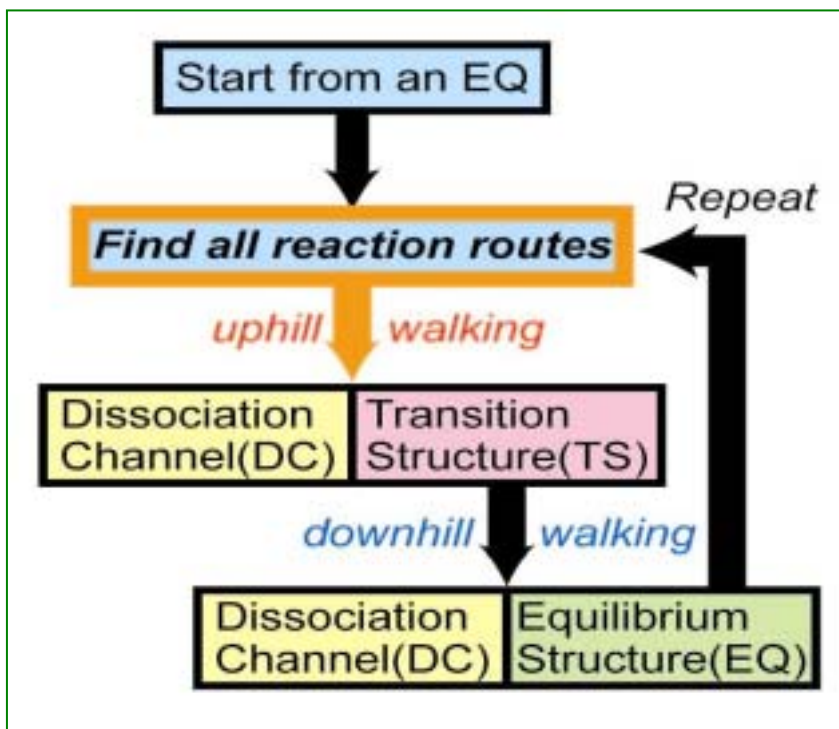 Start from an EQ
Repeat
Find all reaction routes
uphill walking
Dissociation
Channel(DC)
Transition
Structure(TS)
downhill walking
Dissociation
Channel(DC)
Equilibrium
Structure(EQ)